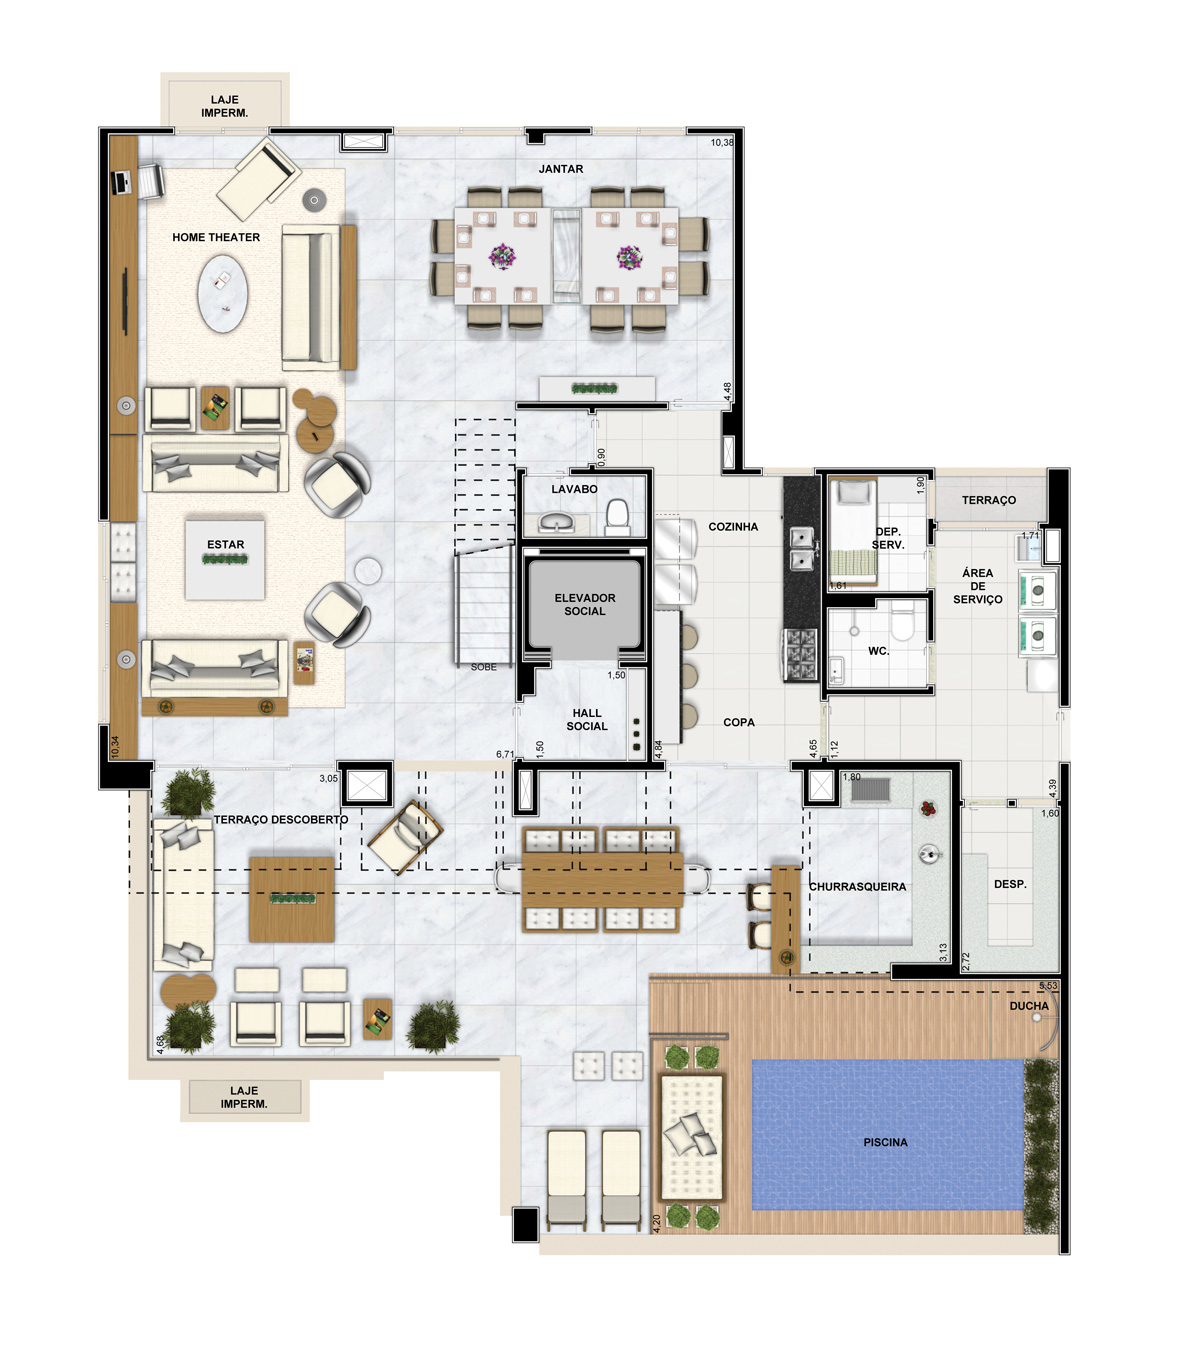 LAJE
IMPERM.
10,38
JANTAR
HOME THEATER
4,48
0,90
LAVABO
COZINHA
1,90
TERRAÇO
DEP.
SERV.
1,71
ESTAR
ÁREA
DE
SERVIÇO
1,61
ELEVADOR
SOCIAL
WC.
SOBE
1,50
HALL
SOCIAL
COPA
10,34
6,71
1,50
4,84
4,65
1,12
3,05
1,80
4,39
TERRAÇO DESCOBERTO
1,60
CHURRASQUEIRA
DESP.
3,13
2,72
5,53
DUCHA
4,68
LAJE
IMPERM.
PISCINA
4,20